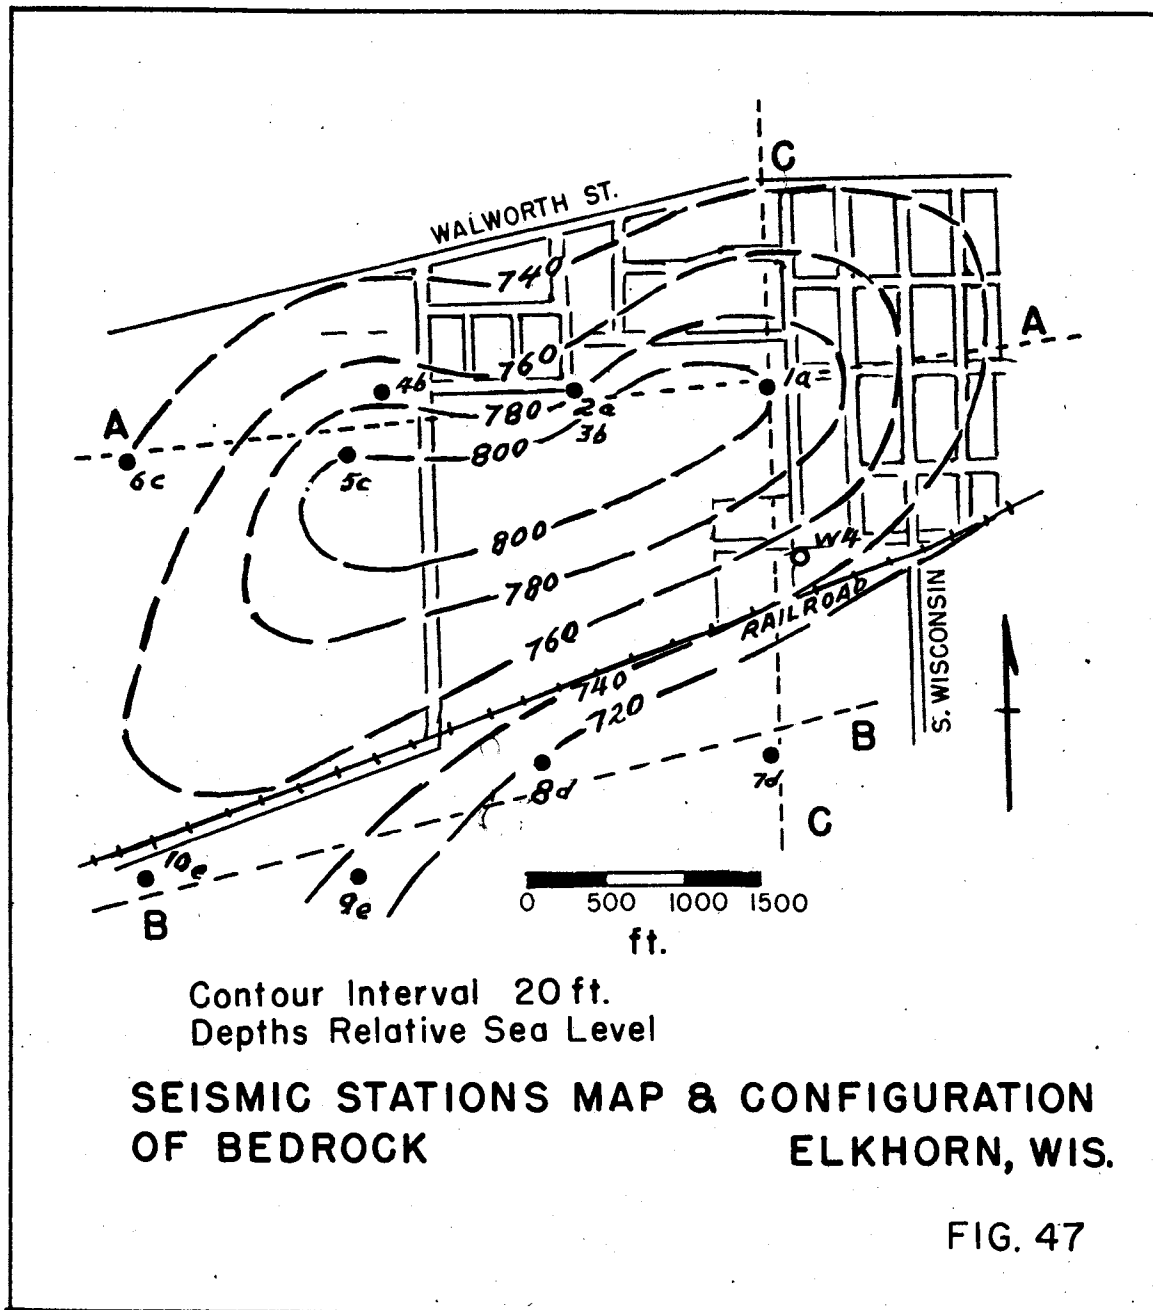 C
WALWORTH ST.
740
A
760
4b
1a
780
2a
A
3b
800
6c
5c
800
W4
780
RAILROAD
760
S. WISCONSIN
740
720
B
8d
7d
C
10e
9e
B
0 500 1000 1500
ft.
Contour Interval 20 ft.
Depths Relative Sea Level
SEISMIC STATIONS MAP & CONFIGURATION
OF BEDROCK ELKHORN, WIS.
FIG. 47